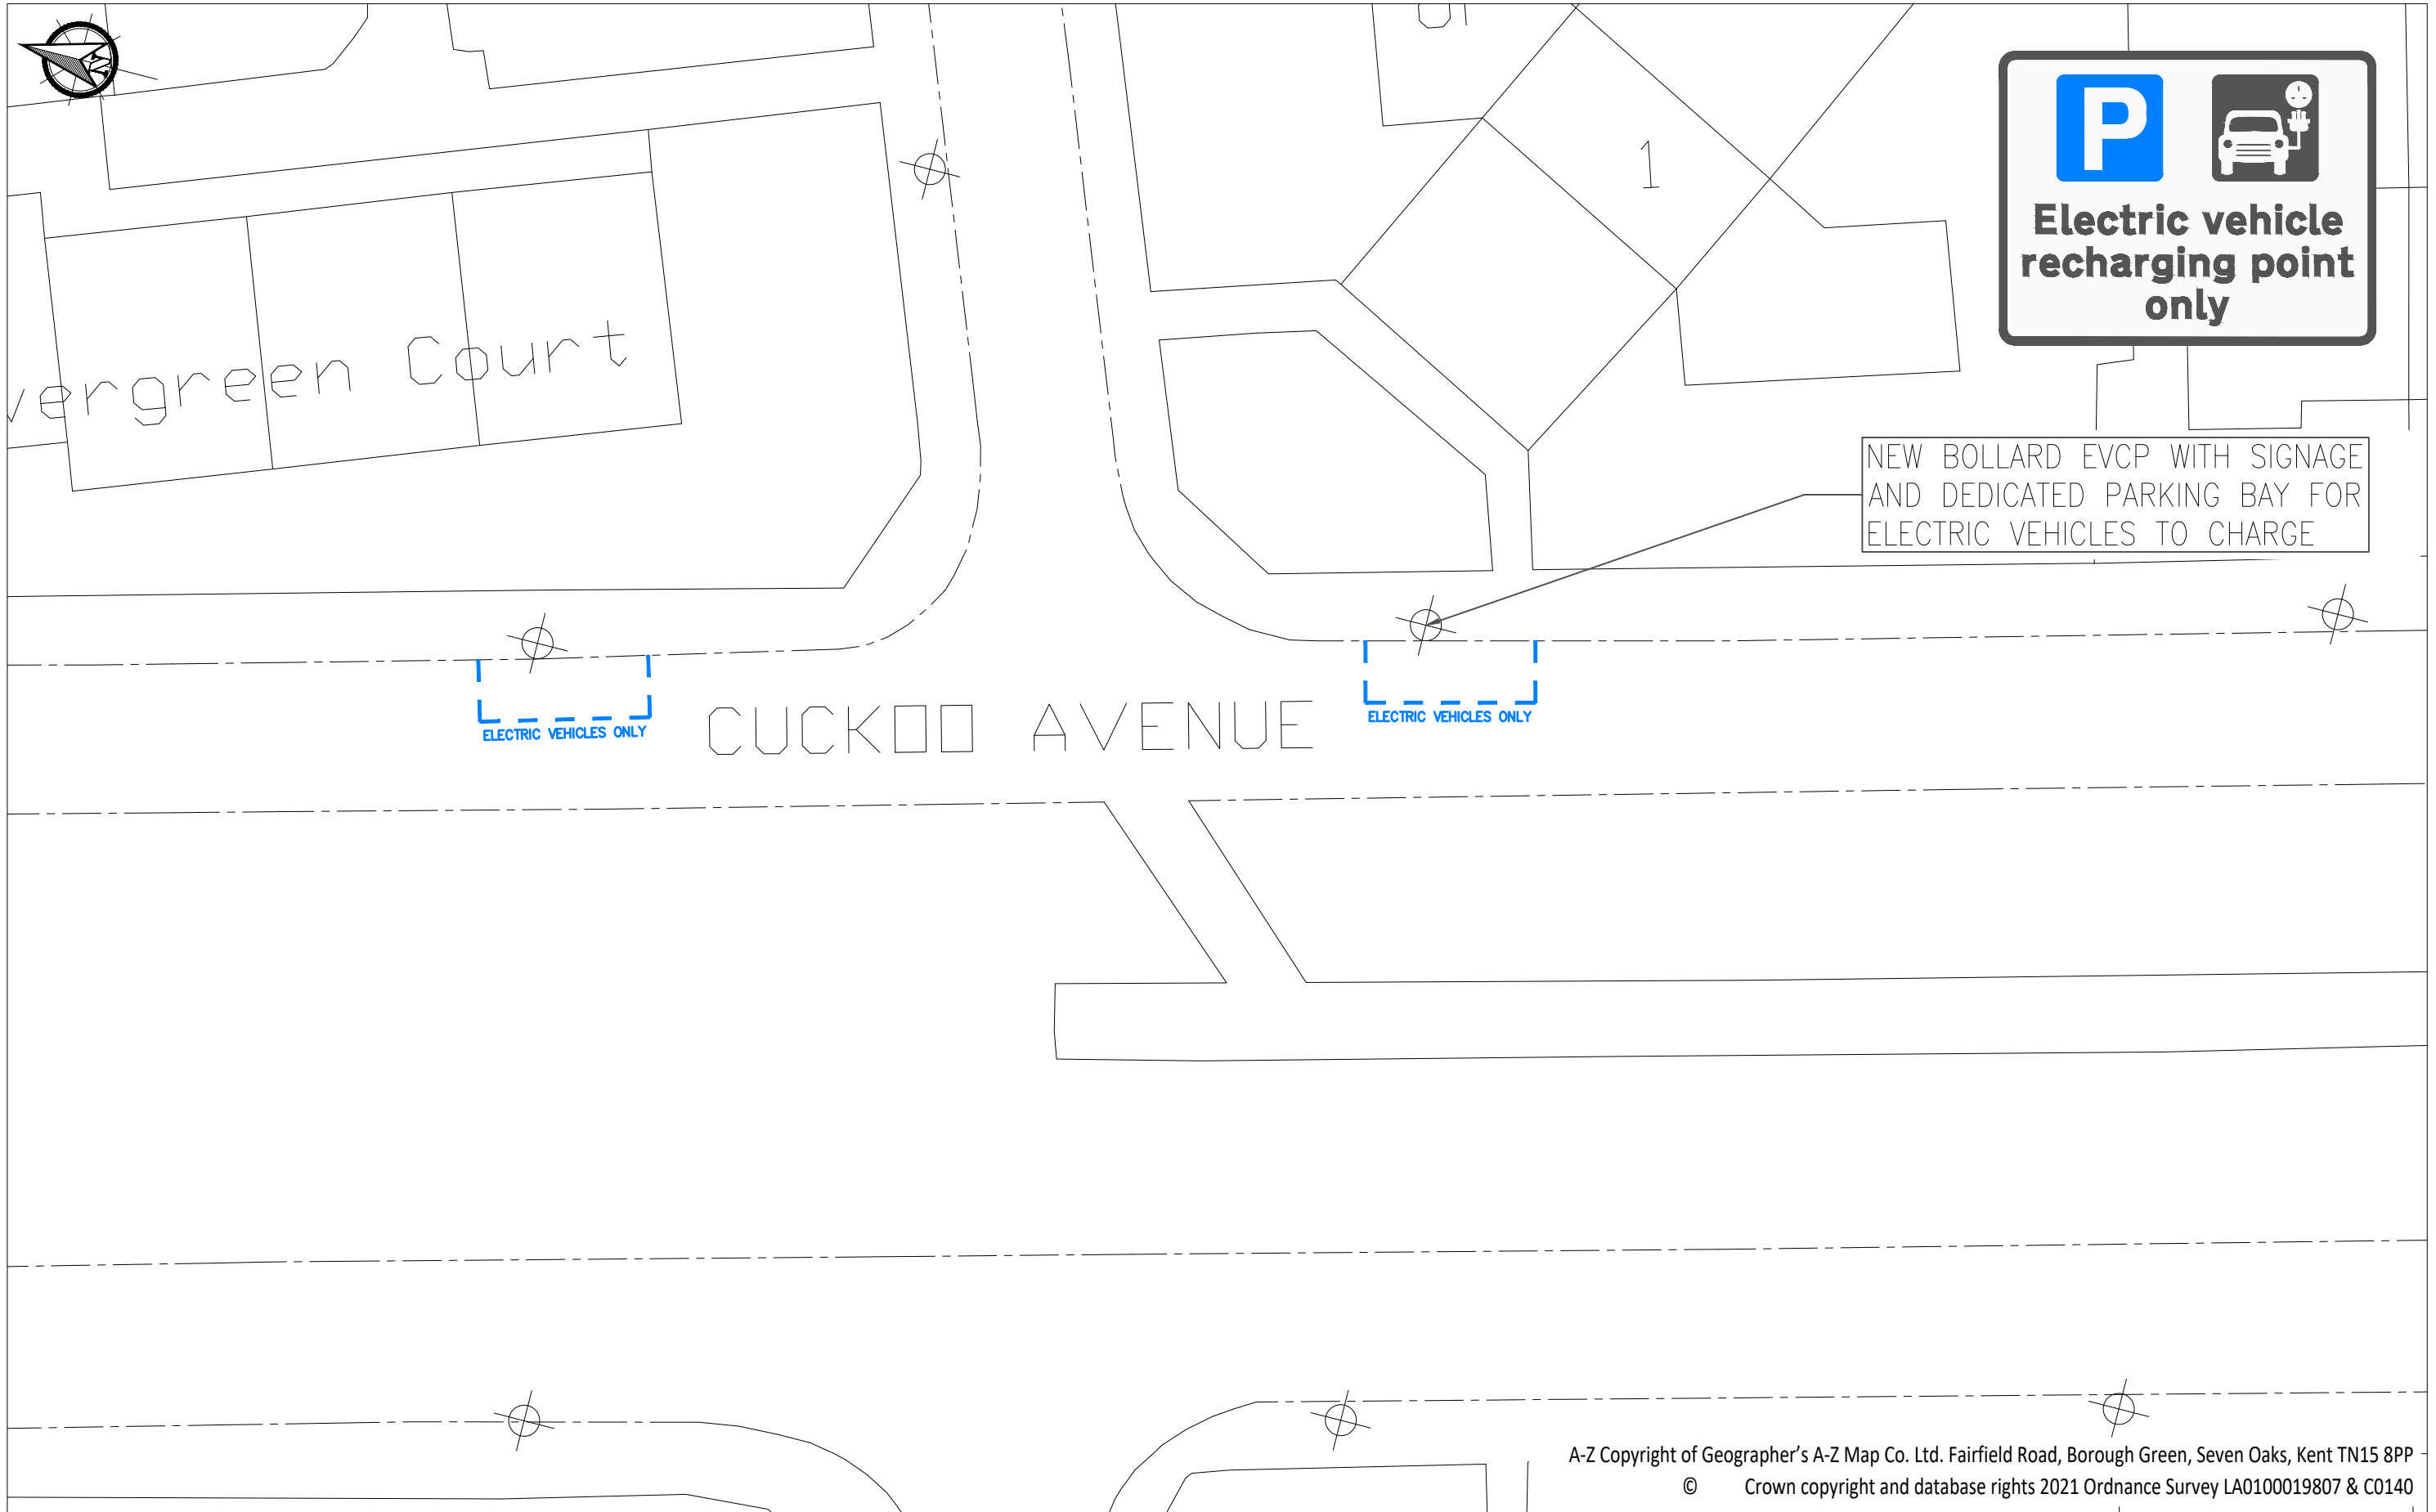 P
Electric vehicle
recharging point
only
1
vergreen Court
NEW BOLLARD EVCP WITH SIGNAGE
AND DEDICATED PARKING BAY FOR
ELECTRIC VEHICLES TO CHARGE
ELECTRIC VEHICLES ONLY
CUCKOO AVENUE
ELECTRIC VEHICLES ONLY
A-Z Copyright of Geographer’s A-Z Map Co. Ltd. Fairfield Road, Borough Green, Seven Oaks, Kent TN15 8PP
© Crown copyright and database rights 2021 Ordnance Survey LA0100019807 & C0140